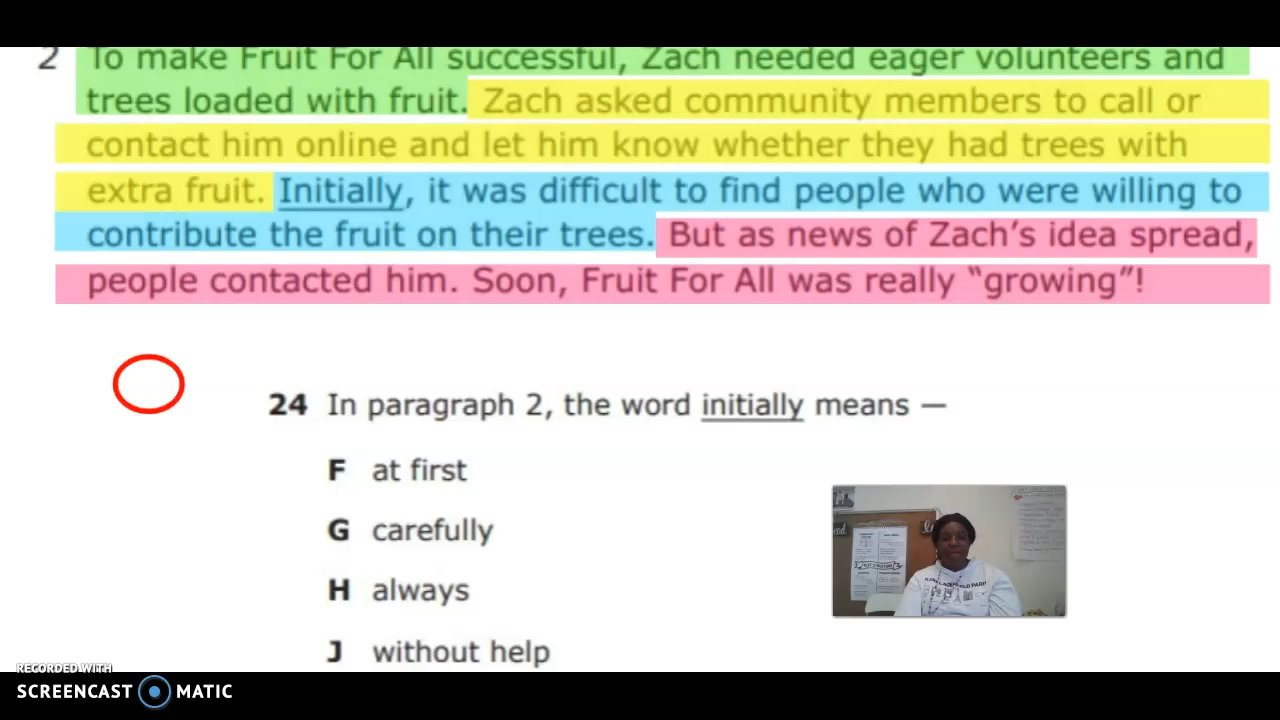 2 To make Fruit For All successful, Zach needed eager volunteers and
trees loaded with fruit. Zach asked community members to call or
contact him online and let him know whether they had trees with
extra fruit. Initially, it was difficult to find people who were willing to
contribute the fruit on their trees. But as news of Zach's idea spread,
people contacted him. Soon, Fruit For All was really “growing”!
24 In paragraph 2, the word initially means —
F at first
G carefully
H always
J without help
RECORDED WITH
SCREENCAST MATIC